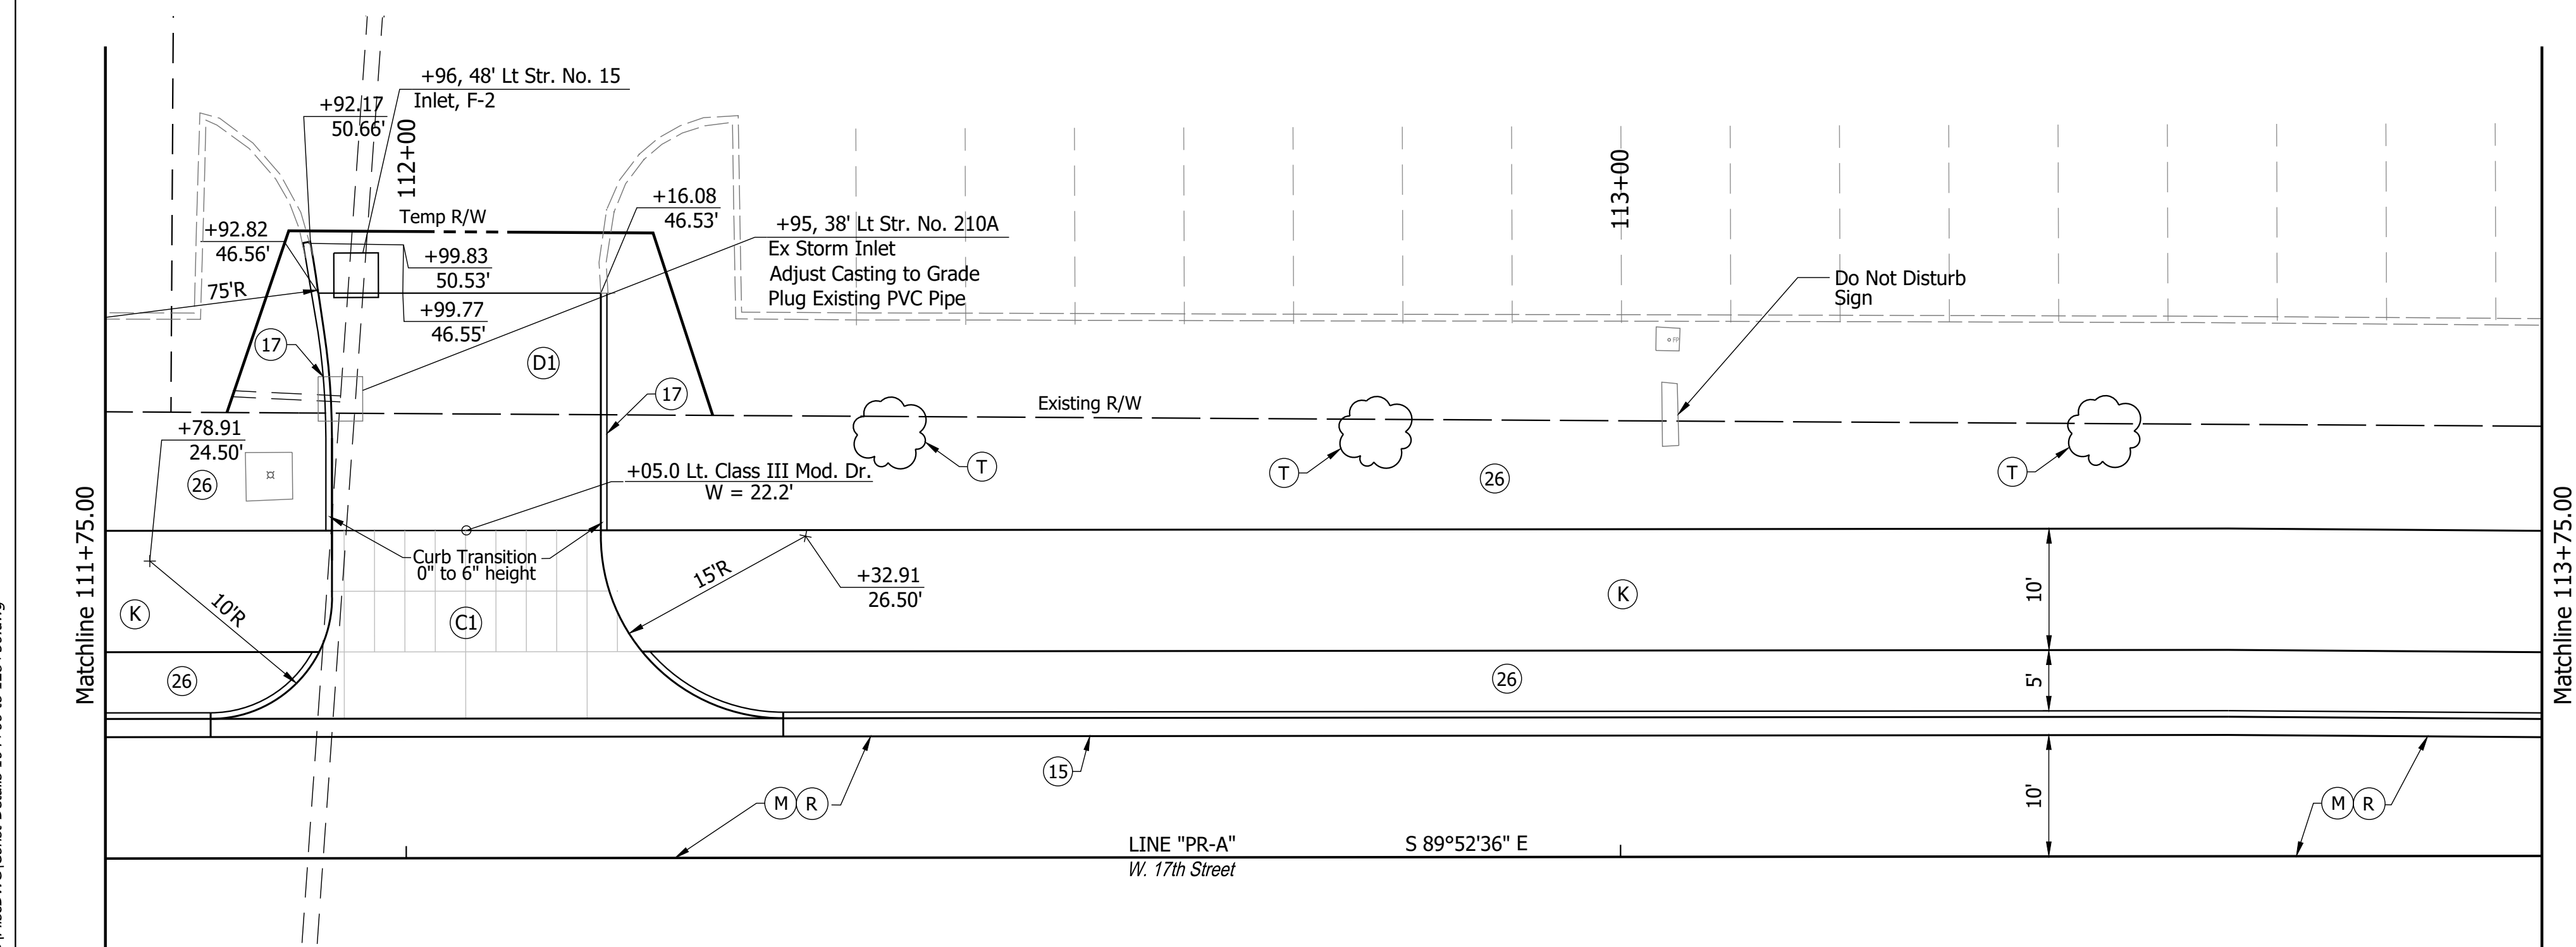 +96, 48' Lt Str. No. 15
Inlet, F-2
+92.17
50.66'
112+00
113+00
Temp R/W
+16.08
46.53'
+92.82
46.56'
+99.83
50.53'
+99.77
46.55'
75'R
+95, 38' Lt Str. No. 210A
Ex Storm Inlet
Adjust Casting to Grade
Plug Existing PVC Pipe
Do Not Disturb
Sign
FP
17
D1
17
Existing R/W
+78.91
24.50'
26
+05.0 Lt. Class III Mod. Dr.
W = 22.2'
T
T
26
T
Matchline 111+75.00
Matchline 113+75.00
Curb Transition
0" to 6" height
15'R
+32.91
26.50'
10'
K
10'R
C1
K
26
26
5'
15
M R
10'
M R
LINE "PR-A"
S 89°52'36" E
W. 17th Street